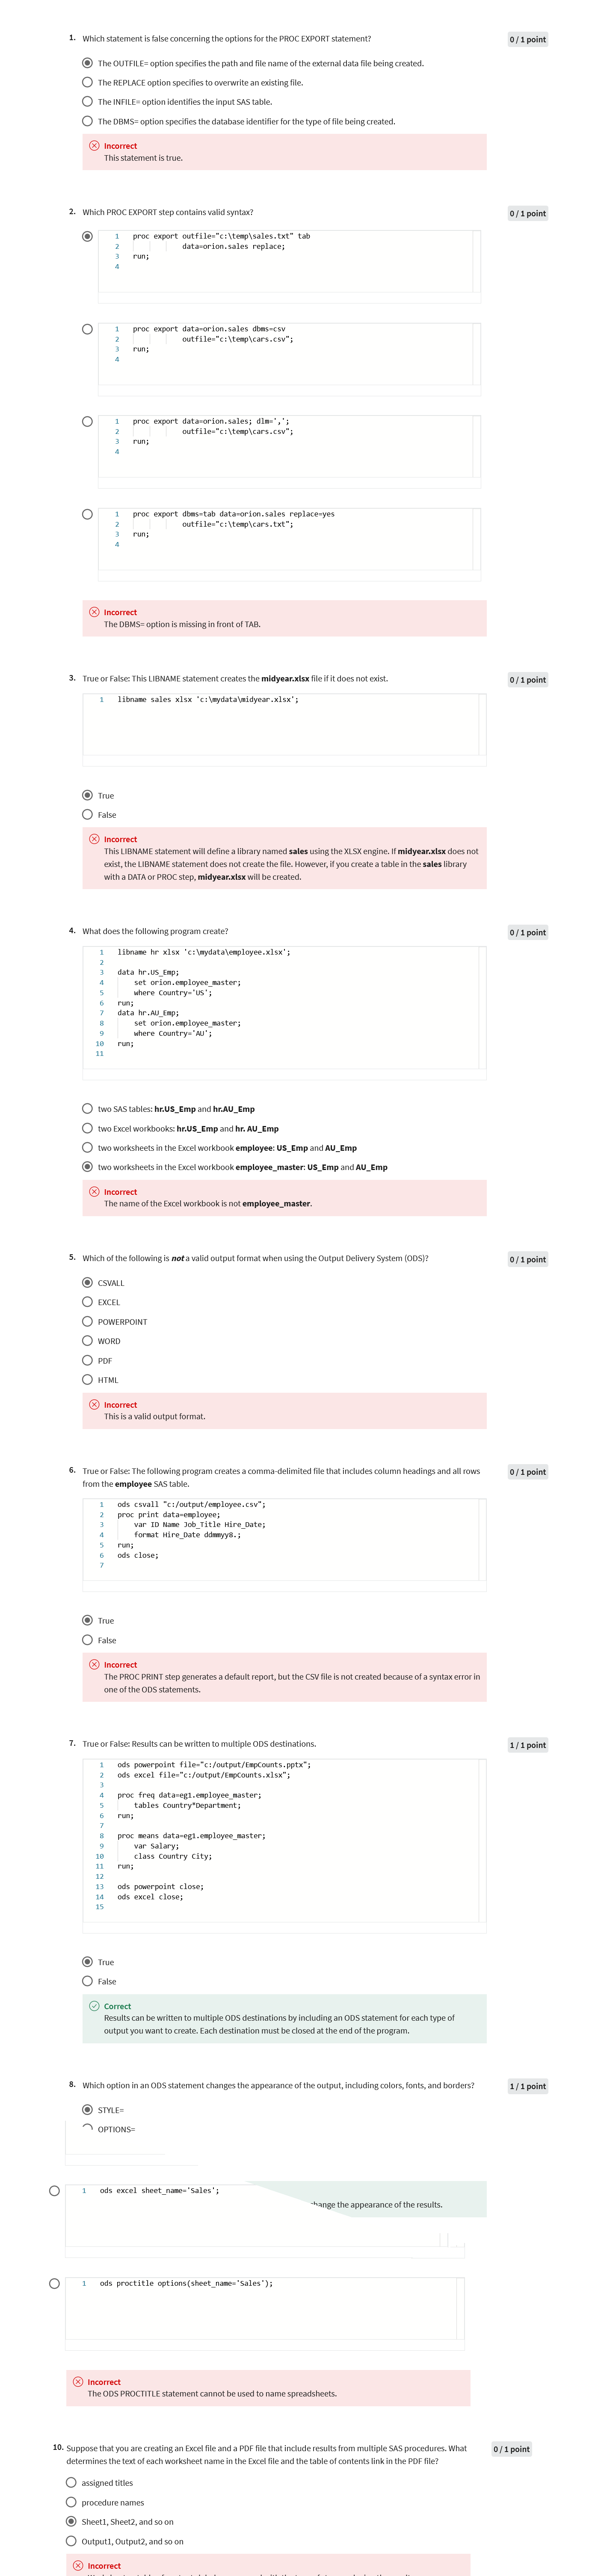 1. Which statement is false concerning the options for the PROC EXPORT statement? 0 / 1 point
The OUTFILE= option specifies the path and file name of the external data file being created.
The REPLACE option specifies to overwrite an existing file.
The INFILE= option identifies the input SAS table.
The DBMS= option specifies the database identifier for the type of file being created.
Incorrect
This statement is true.
2. Which PROC EXPORT step contains valid syntax? 0 / 1 point
1 proc export outfile="c:\temp\sales.txt" tab
2 data=orion.sales replace;
3 run;
4
1 proc export data=orion.sales dbms=csv
2 outfile="c:\temp\cars.csv";
3 run;
4
1 proc export data=orion.sales; dlm=',';
2 outfile="c:\temp\cars.csv";
3 run;
4
1 proc export dbms=tab data=orion.sales replace=yes
2 outfile="c:\temp\cars.txt";
3 run;
4
Incorrect
The DBMS= option is missing in front of TAB.
3. True or False: This LIBNAME statement creates the midyear.xlsx file if it does not exist. 0 / 1 point
1 libname sales xlsx 'c:\mydata\midyear.xlsx';
True
False
Incorrect
This LIBNAME statement will define a library named sales using the XLSX engine. If midyear.xlsx does not
exist, the LIBNAME statement does not create the file. However, if you create a table in the sales library
with a DATA or PROC step, midyear.xlsx will be created.
4. What does the following program create? 0 / 1 point
1 libname hr xlsx 'c:\mydata\employee.xlsx';
2
3 data hr.US_Emp;
4 set orion.employee_master;
5 where Country='US';
6 run;
7 data hr.AU_Emp;
8 set orion.employee_master;
9 where Country='AU';
10 run;
11
two SAS tables: hr.US_Emp and hr.AU_Emp
two Excel workbooks: hr.US_Emp and hr. AU_Emp
two worksheets in the Excel workbook employee: US_Emp and AU_Emp
two worksheets in the Excel workbook employee_master: US_Emp and AU_Emp
Incorrect
The name of the Excel workbook is not employee_master.
5. Which of the following is not a valid output format when using the Output Delivery System (ODS)? 0 / 1 point
CSVALL
EXCEL
POWERPOINT
WORD
PDF
HTML
Incorrect
This is a valid output format.
6. True or False: The following program creates a comma-delimited file that includes column headings and all rows 0 / 1 point
from the employee SAS table.
1 ods csvall "c:/output/employee.csv";
2 proc print data=employee;
3 var ID Name Job_Title Hire_Date;
4 format Hire_Date ddmmyy8.;
5 run;
6 ods close;
7
True
False
Incorrect
The PROC PRINT step generates a default report, but the CSV file is not created because of a syntax error in
one of the ODS statements.
7. True or False: Results can be written to multiple ODS destinations. 1 / 1 point
1 ods powerpoint file="c:/output/EmpCounts.pptx";
2 ods excel file="c:/output/EmpCounts.xlsx";
3
4 proc freq data=eg1.employee_master;
5 tables Country*Department;
6 run;
7
8 proc means data=eg1.employee_master;
9 var Salary;
10 class Country City;
11 run;
12
13 ods powerpoint close;
14 ods excel close;
15
True
False
Correct
Results can be written to multiple ODS destinations by including an ODS statement for each type of
output you want to create. Each destination must be closed at the end of the program.
8. Which option in an ODS statement changes the appearance of the output, including colors, fonts, and borders? 1 / 1 point
STYLE=
OPTIONS=
1 ods excel sheet_name='Sales';
change the appearance of the results.
1 ods proctitle options(sheet_name='Sales');
Incorrect
The ODS PROCTITLE statement cannot be used to name spreadsheets.
10. Suppose that you are creating an Excel file and a PDF file that include results from multiple SAS procedures. What 0 / 1 point
determines the text of each worksheet name in the Excel file and the table of contents link in the PDF file?
assigned titles
procedure names
Sheet1, Sheet2, and so on
Output1, Output2, and so on
Incorrect